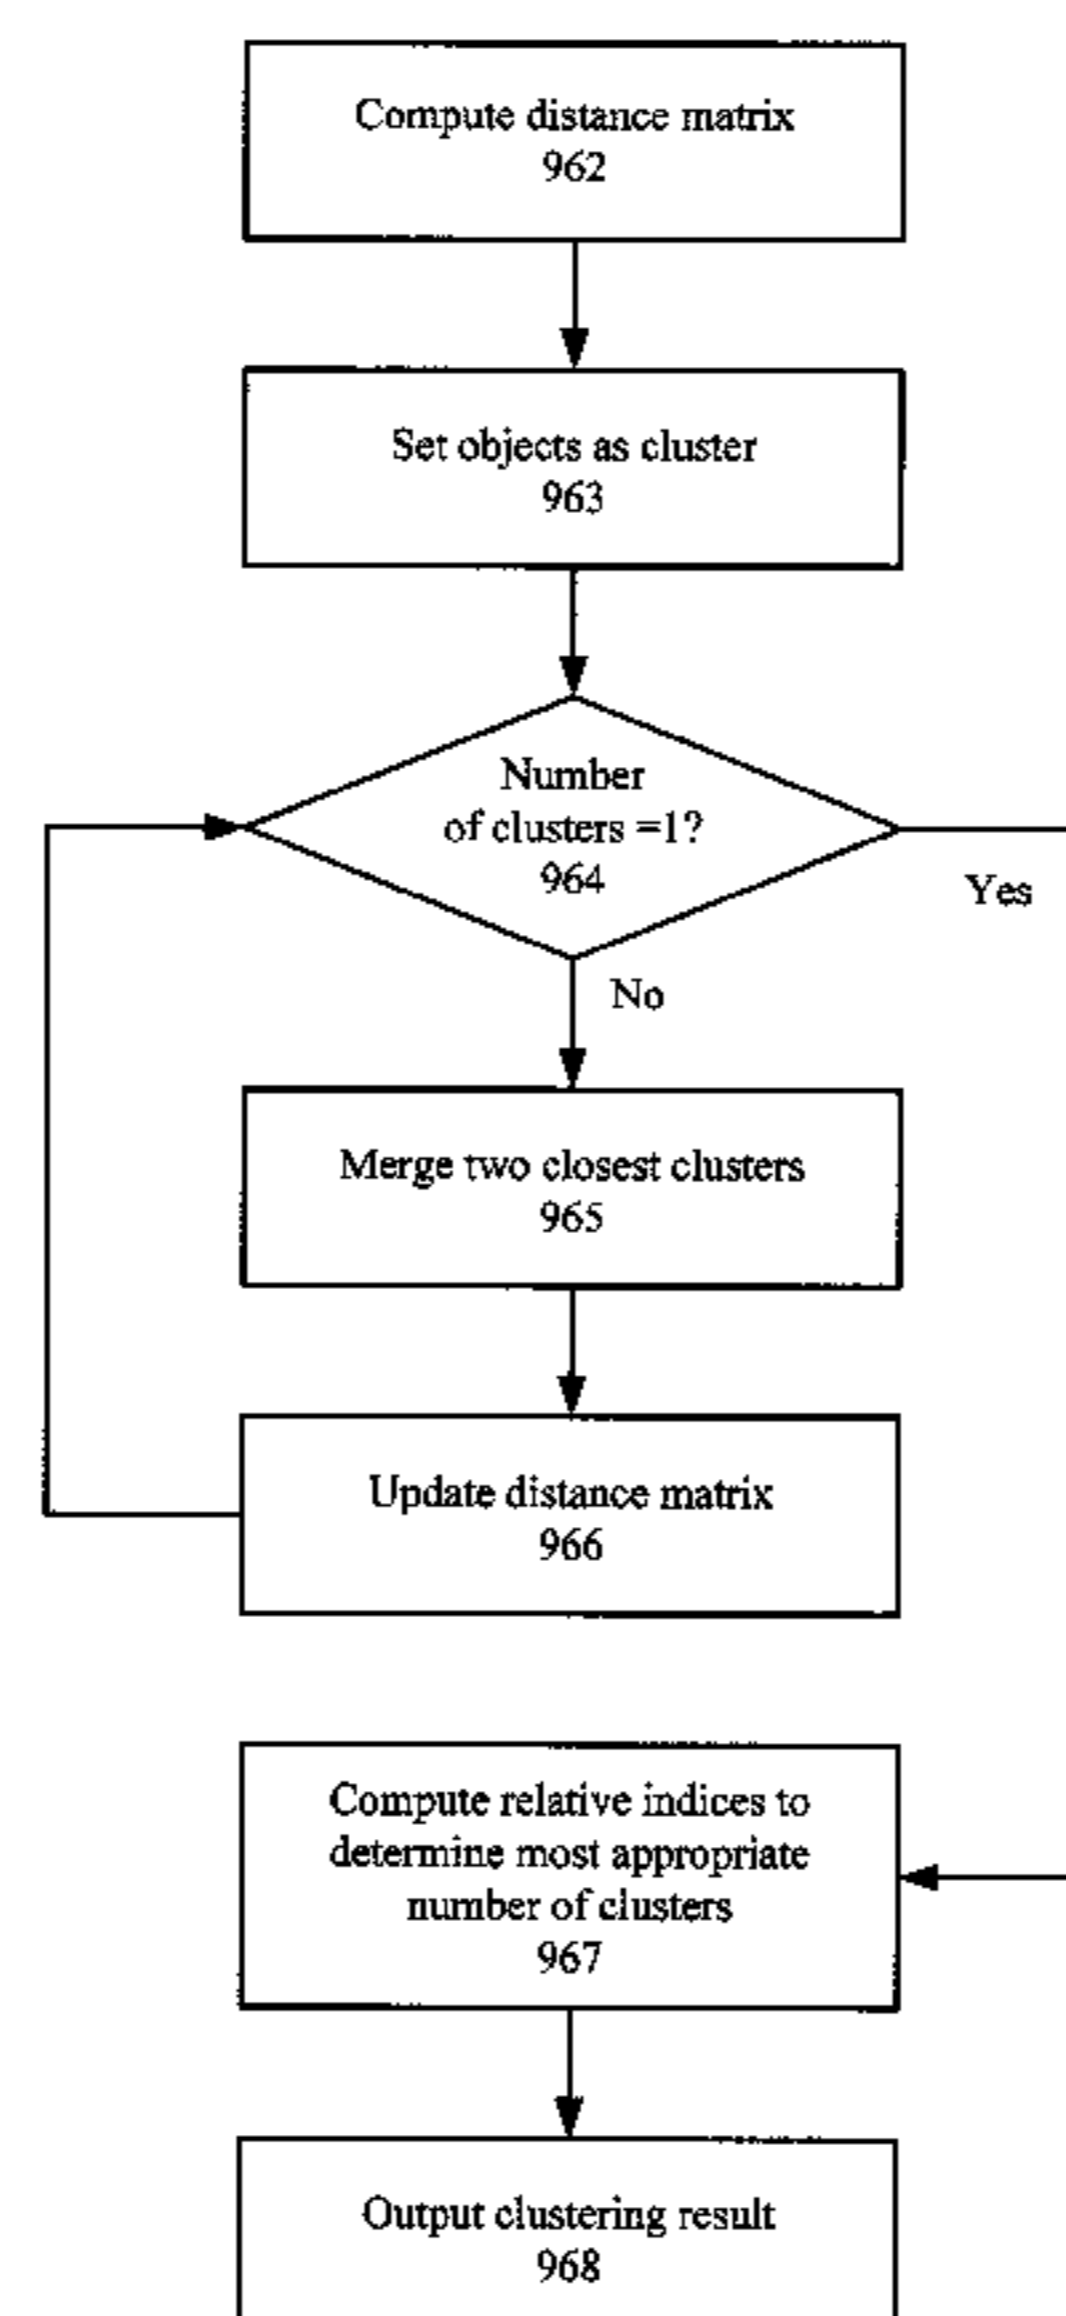 Compute distance matrix
962
Set objects as cluster
963
Number
of clusters =1?
964
Yes
No
Merge two closest clusters
965
Update distance matrix
966
Compute relative indices to
determine most appropriate
number of clusters
967
Output clustering result
968